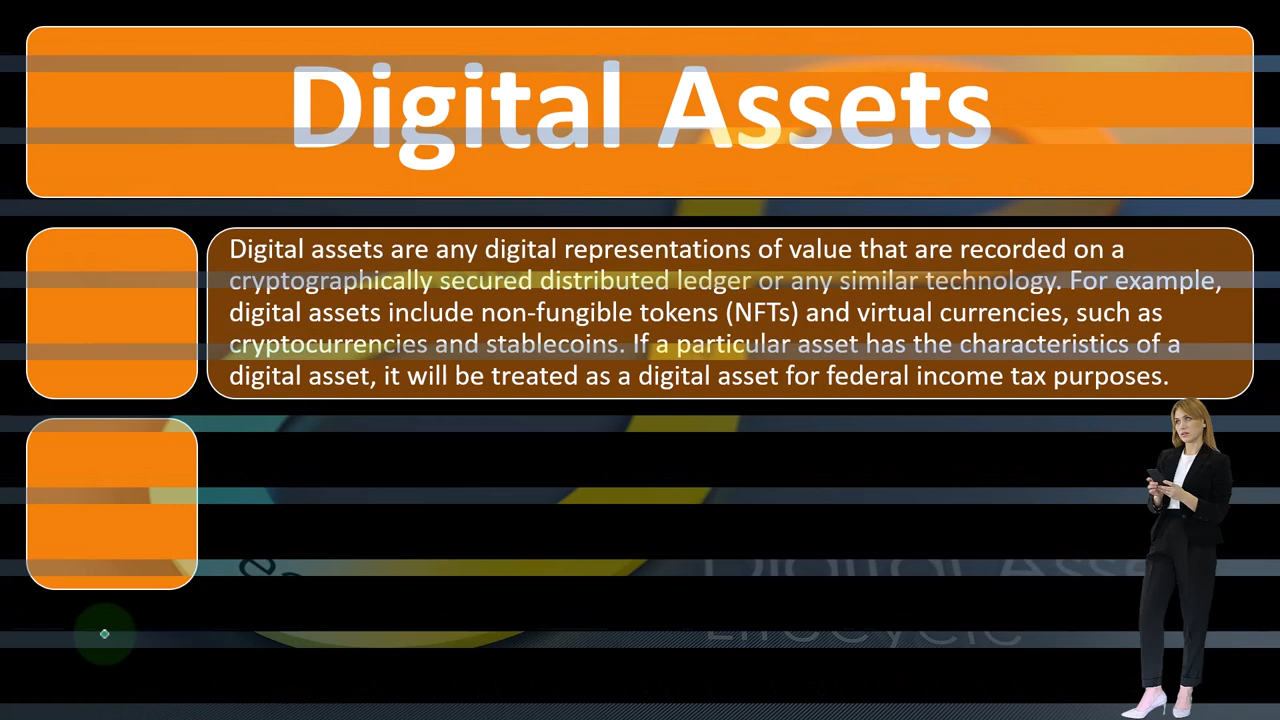 Digital Assets
Digital assets are any digital representations of value that are recorded on a
cryptographically secured distributed ledger or any similar technology. For example,
digital assets include non-fungible tokens (NFTs) and virtual currencies, such as
cryptocurrencies and stablecoins. If a particular asset has the characteristics of a
digital asset, it will be treated as a digital asset for federal income tax purposes.
Digital Asse
Lifecycle